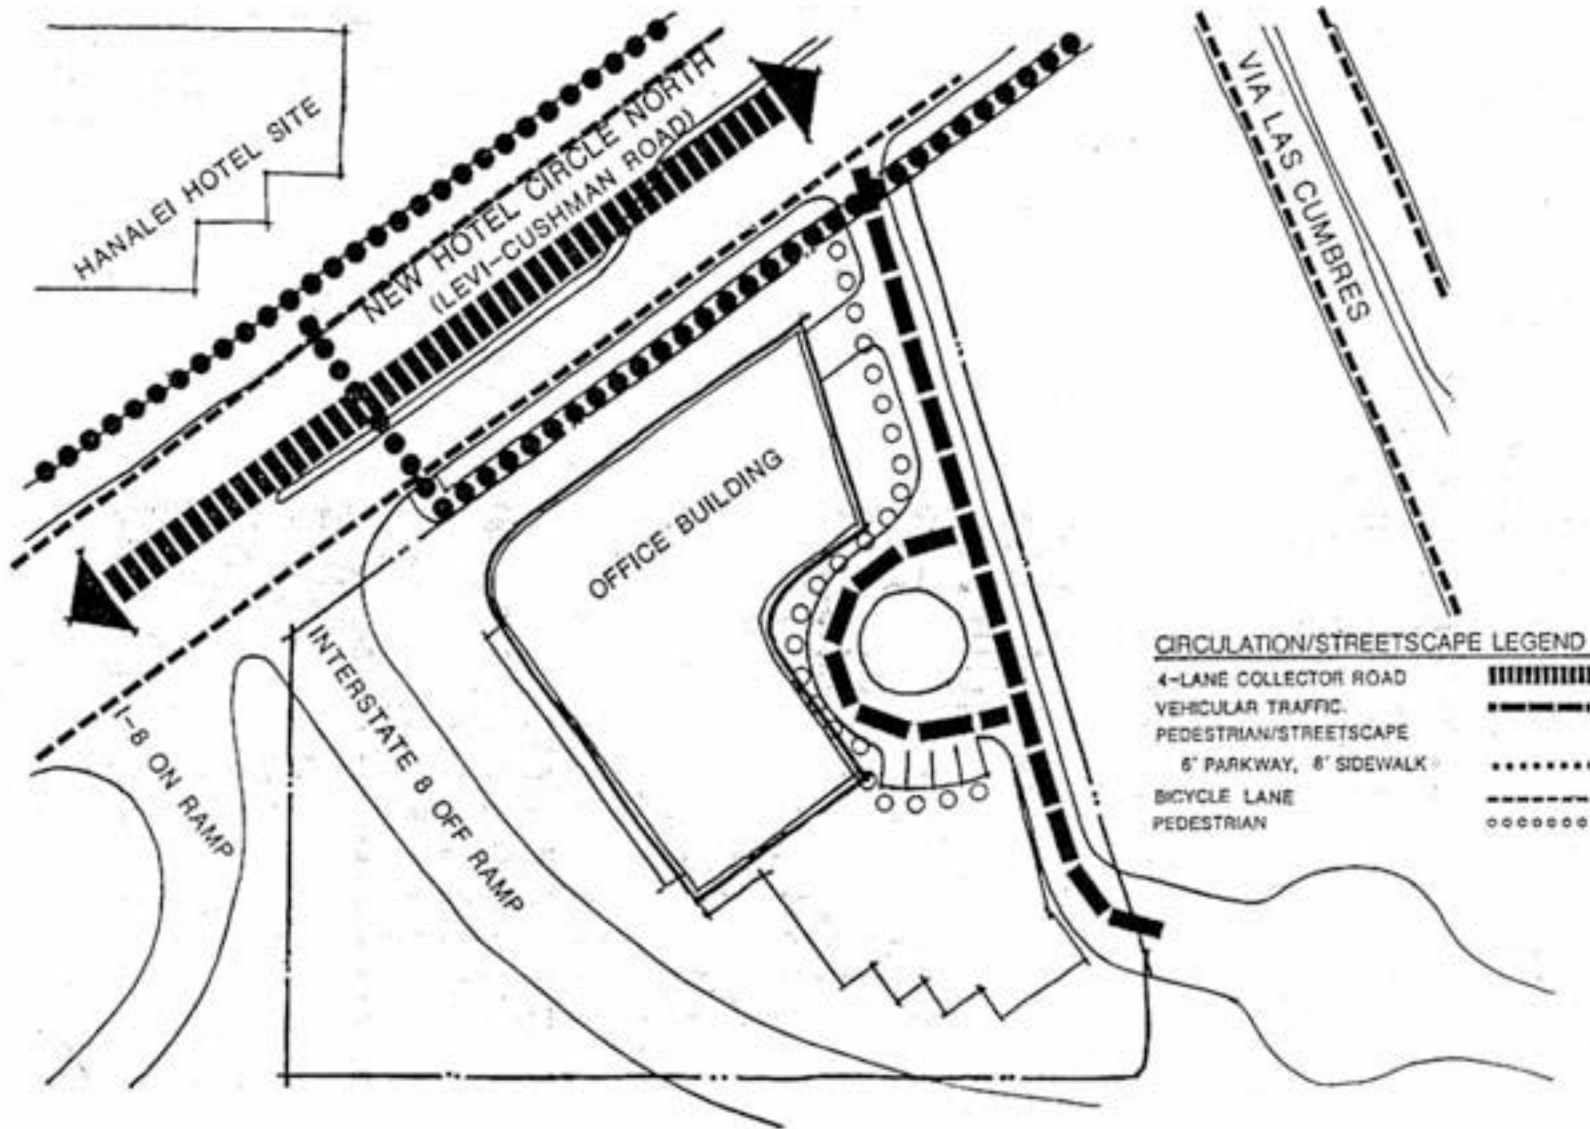 HANALEI HOTEL SITE
NEW HOTEL CIRCLE NORTH
(LEVI-CUSHMAN ROAD)
VIA LAS CUMBRES
OFFICE BUILDING
INTERSTATE 8 OFF RAMP
I-8 ON RAMP
CIRCULATION/STREETSCAPE LEGEND
4-LANE COLLECTOR ROAD
VEHICULAR TRAFFIC.
PEDESTRIAN/STREETSCAPE
6' PARKWAY, 8' SIDEWALK
BICYCLE LANE
PEDESTRIAN